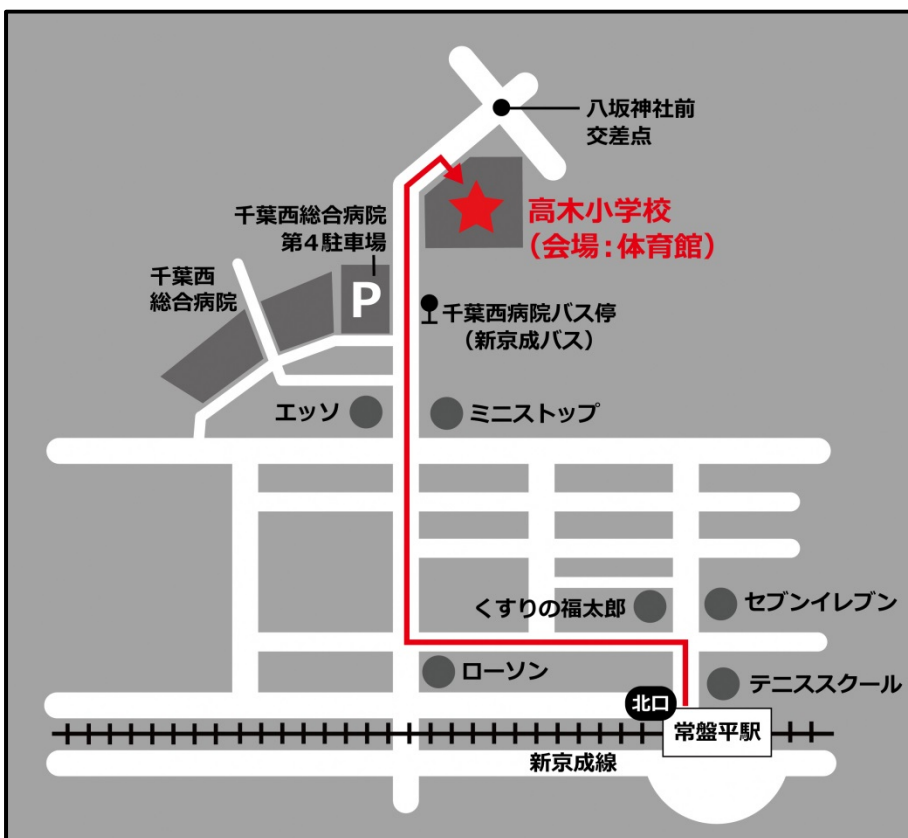 八坂神社前
交差点
高木小学校
（会場：体育館）
千葉西総合病院
第４駐車場
千葉西
総合病院
P
千葉西病院バス停
（新京成バス）
エッソ
ミニストップ
くすりの福太郎
セブンイレブン
ローソン
テニススクール
北口
常盤平駅
新京成線